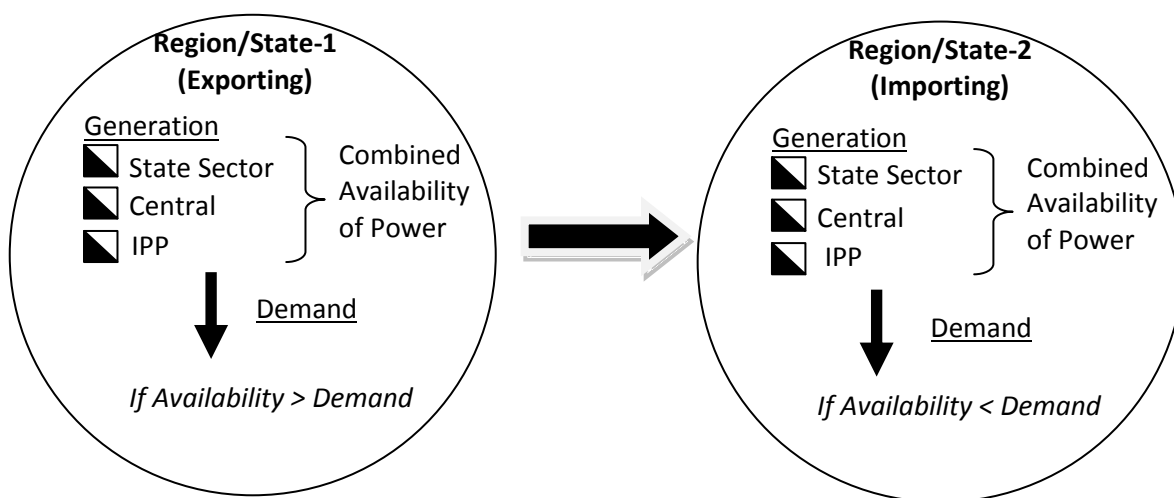 Region/State-1
(Exporting)
Generation
State Sector
Central
IPP
Combined
Availability
of Power
Demand
If Availability > Demand
Region/State-2
(Importing)
Generation
State Sector
Central
IPP
Combined
Availability
of Power
Demand
If Availability < Demand